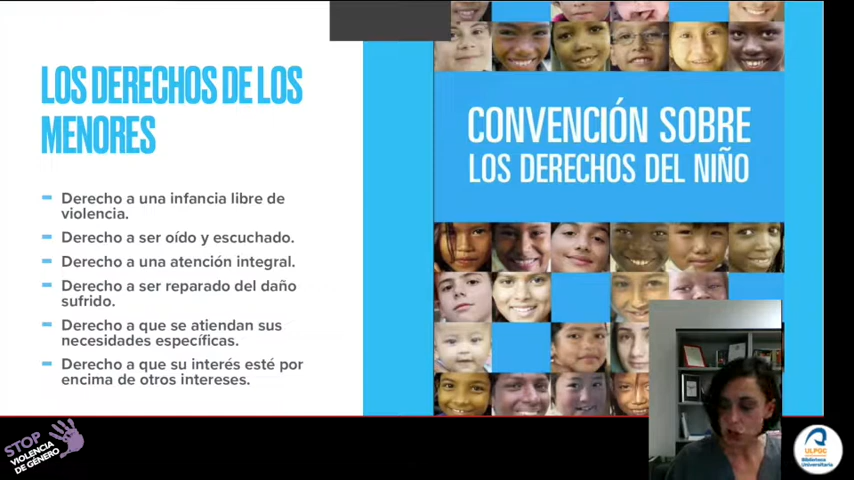 LOS DERECHOS DE LOS
MENORES
Derecho a una infancia libre de
violencia.
Derecho a ser oído y escuchado.
Derecho a una atención integral.
Derecho a ser reparado del daño
sufrido.
Derecho a que se atiendan sus
necesidades específicas.
Derecho a que su interés esté por
encima de otros intereses.
CONVENCIÓN SOBRE
LOS DERECHOS DEL NIÑO
STOP
VIOLENCIA
DE GÉNERO
ULPGC
Biblioteca
Universitaria